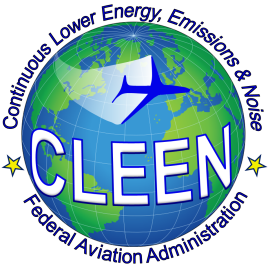 Continuous Lower Energy, Emissions & Noise
CLEEN
Federal Aviation Administration